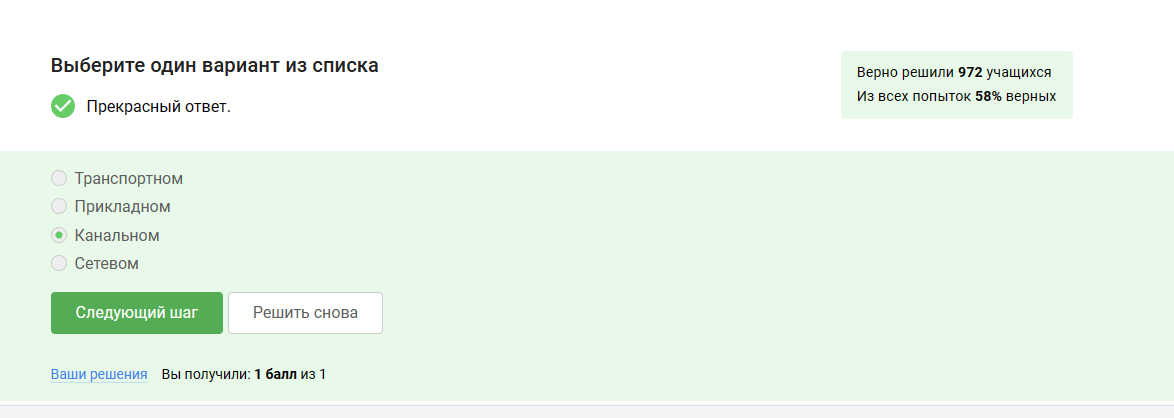 Выберите один вариант из списка
Верно решили 972 учащихся
Из всех попыток 58% верных
Прекрасный ответ.
Транспортном
Прикладном
Канальном
Сетевом
Следующий шаг
Решить снова
Ваши решения Вы получили: 1 балл из 1